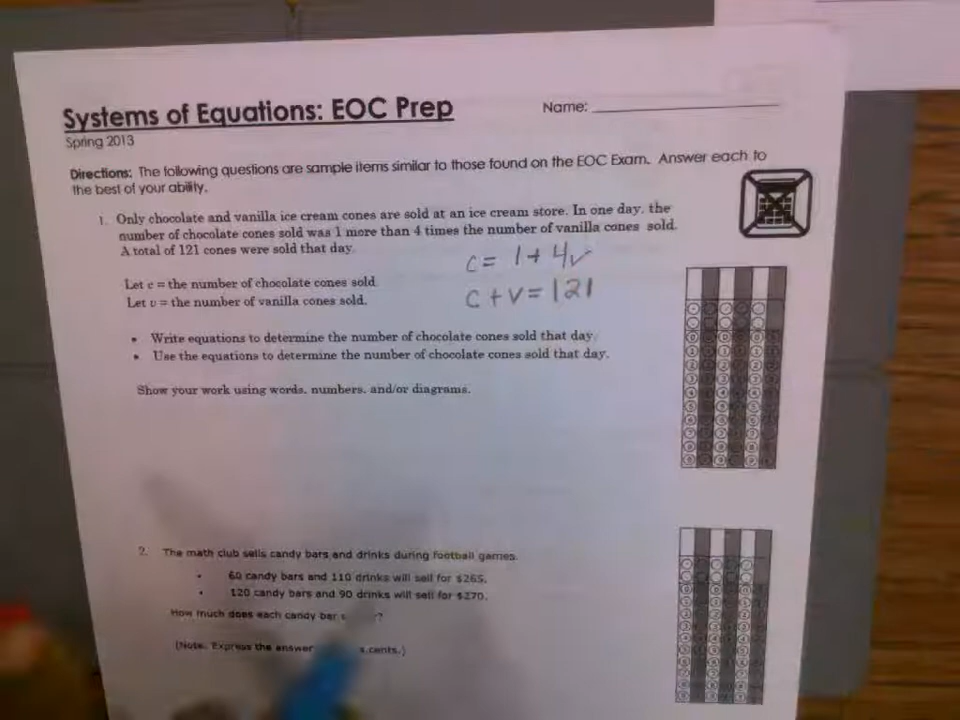 Systems of Equations: EOC Prep
Name:
Spring 2013
Directions: The following questions are sample items similar to those found on the EOC Exam. Answer each to
the best of your ability.
1. Only chocolate and vanilla ice cream cones are sold at an ice cream store. In one day, the
number of chocolate cones sold was 1 more than 4 times the number of vanilla cones sold.
A total of 121 cones were sold that day.
c = 1 + 4v
Let c = the number of chocolate cones sold.
c + v = 121
Let v = the number of vanilla cones sold.
• Write equations to determine the number of chocolate cones sold that day.
• Use the equations to determine the number of chocolate cones sold that day.
Show your work using words, numbers, and/or diagrams.
2. The math club sells candy bars and drinks during football games.
• 60 candy bars and 110 drinks will sell for $265.
• 120 candy bars and 90 drinks will sell for $270.
How much does each candy bar ?
(Note: Express the answer cents.)